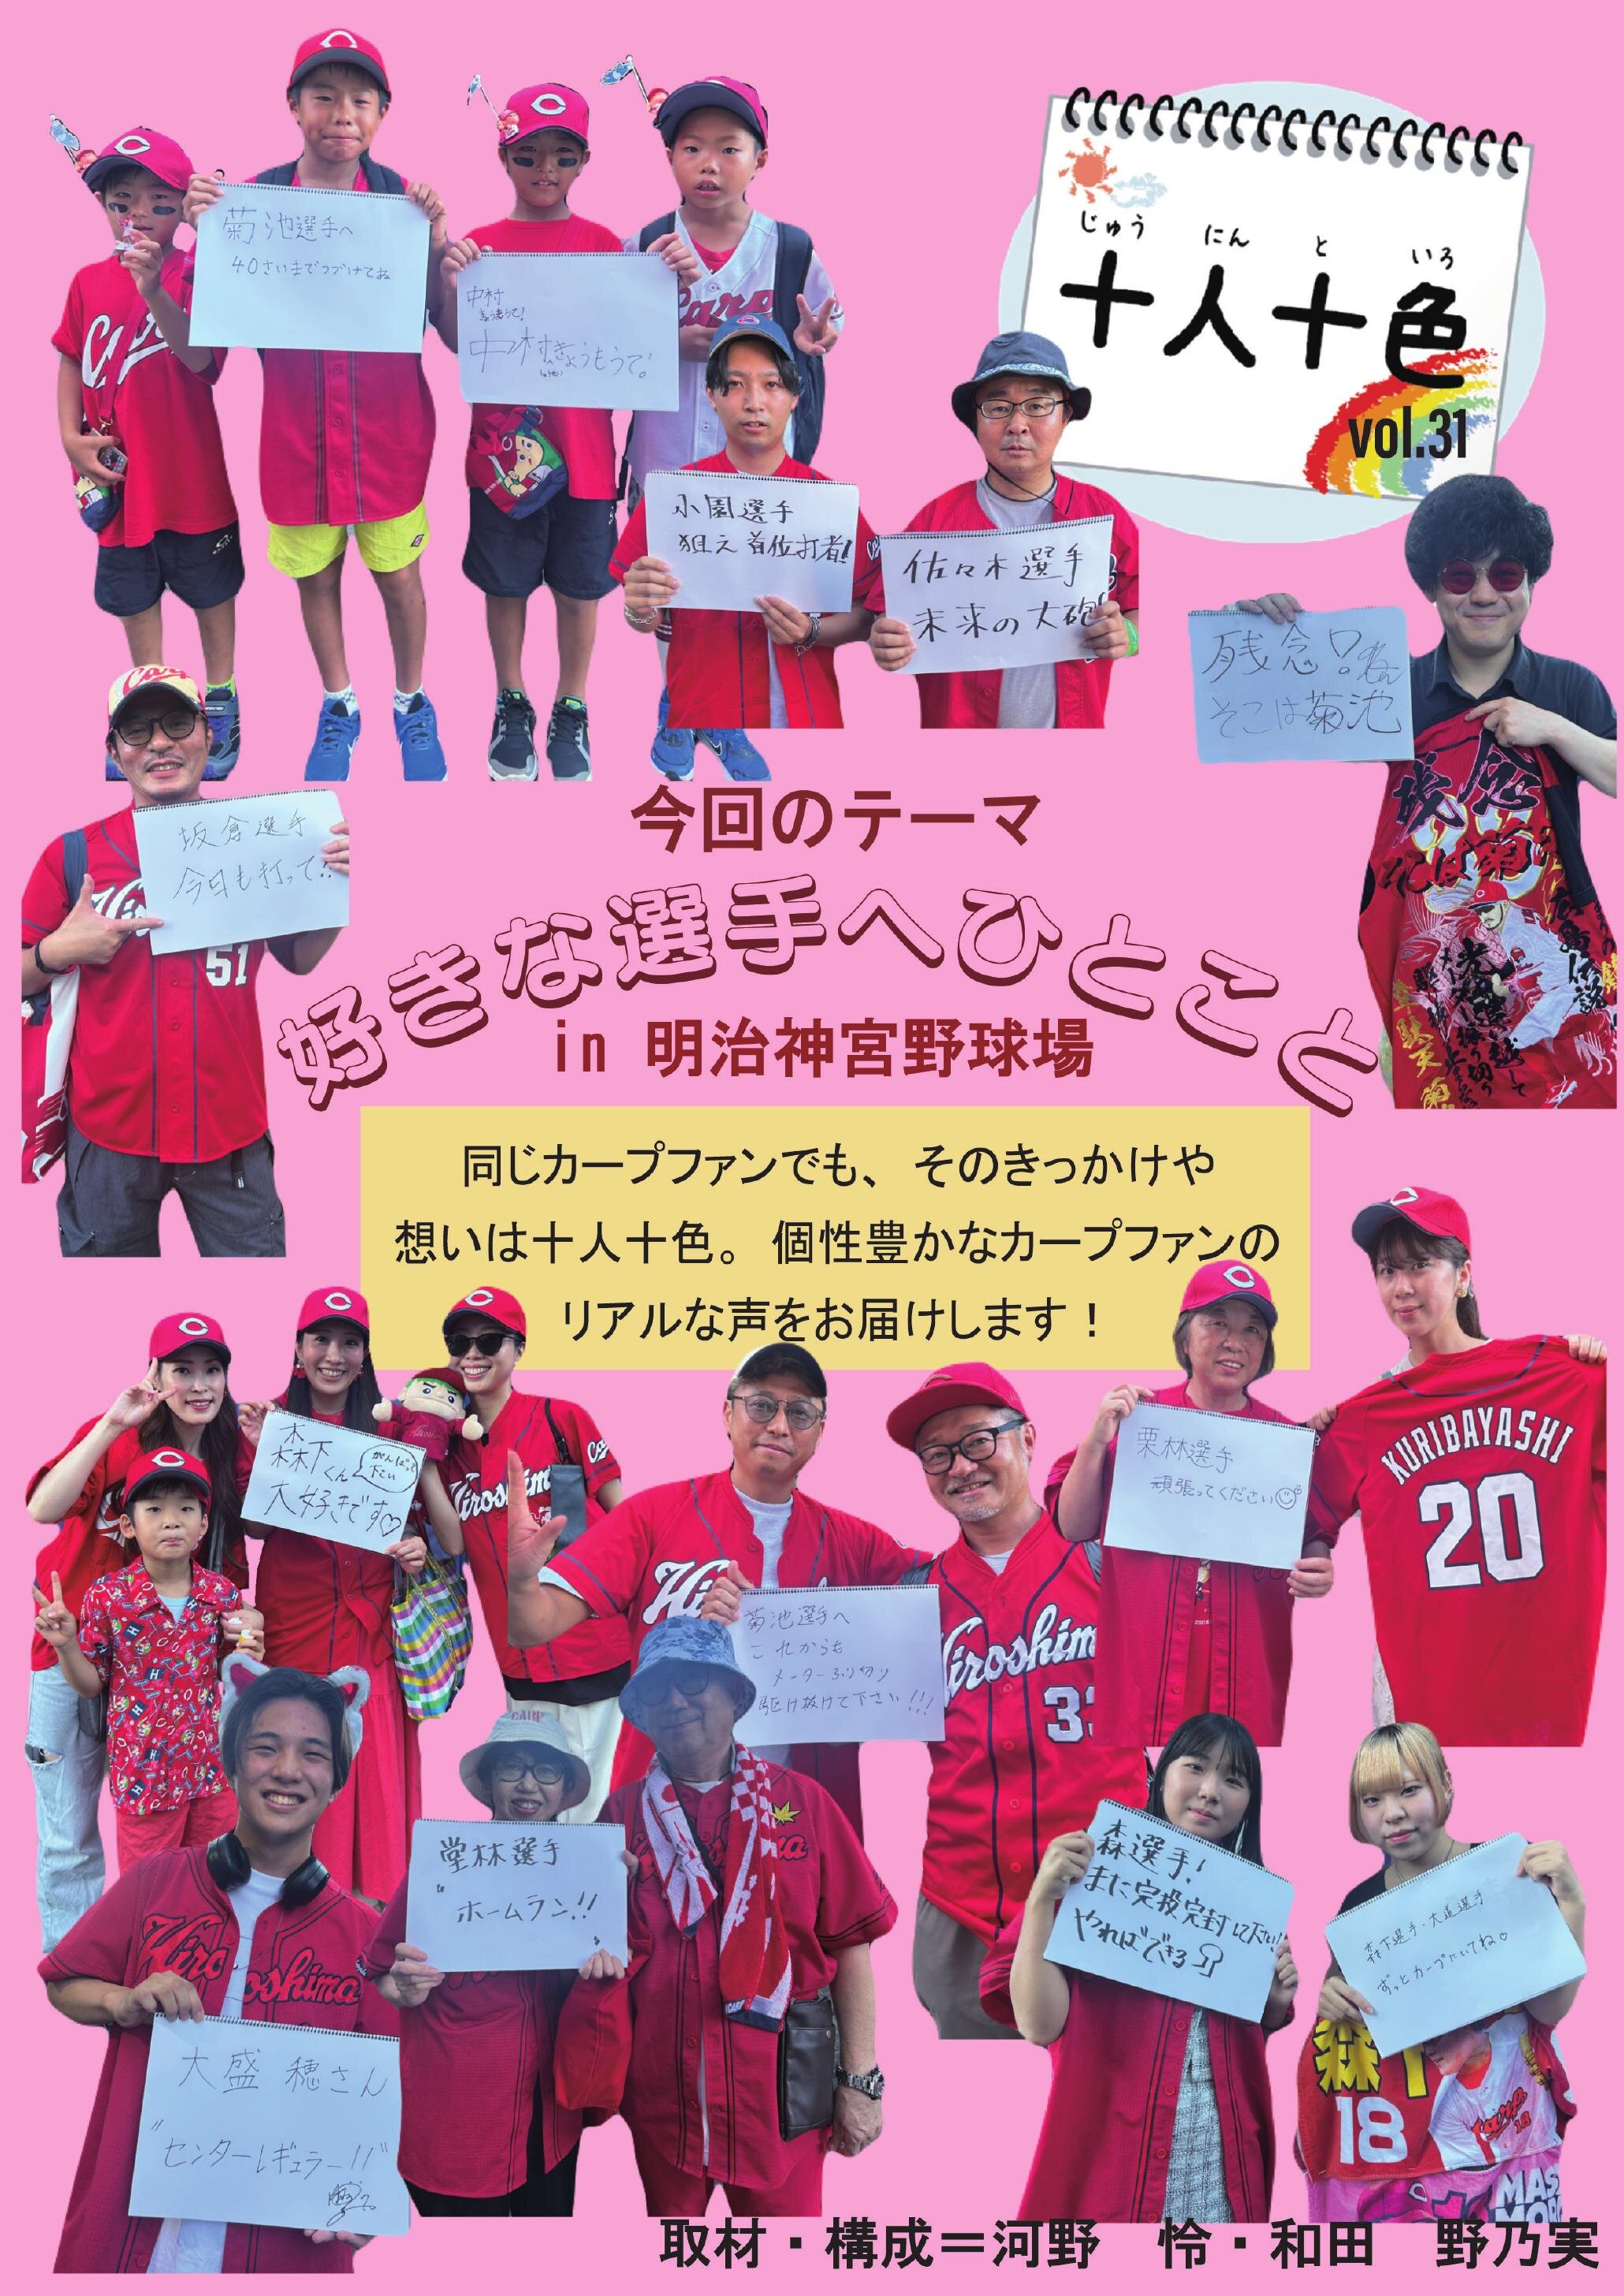 じゅう にん と いろ
十人十色
vol.31
菊池選手へ
40さいまでつづけてね
中村
きょうもうて!
中村きょうもうて!
Carp
小園選手
狙え首位打者!
佐々木選手
未来の大砲!
残念!
そこは菊池
坂倉選手
今日も打って!!
51
今回のテーマ
好きな選手へひとこと
in 明治神宮野球場
同じカープファンでも、そのきっかけや
想いは十人十色。個性豊かなカープファンの
リアルな声をお届けします！
森下くん
がんばって
下さい
大好きです♡
Hiroshima
菊池選手へ
これからも
メーターふり切り
駆け抜けて下さい!!!
Hiroshima
33
栗林選手
頑張ってください
KURIBAYASHI
20
CARP
堂林選手
"ホームラン!!"
Hiroshima
大盛 穂さん
"センターレギュラー!!"
森選手!
また完投完封して下さい!
やればできる
森下選手・大道選手
ずっとカープにいてね♡
森下
18
取材・構成＝河野 怜・和田 野乃実